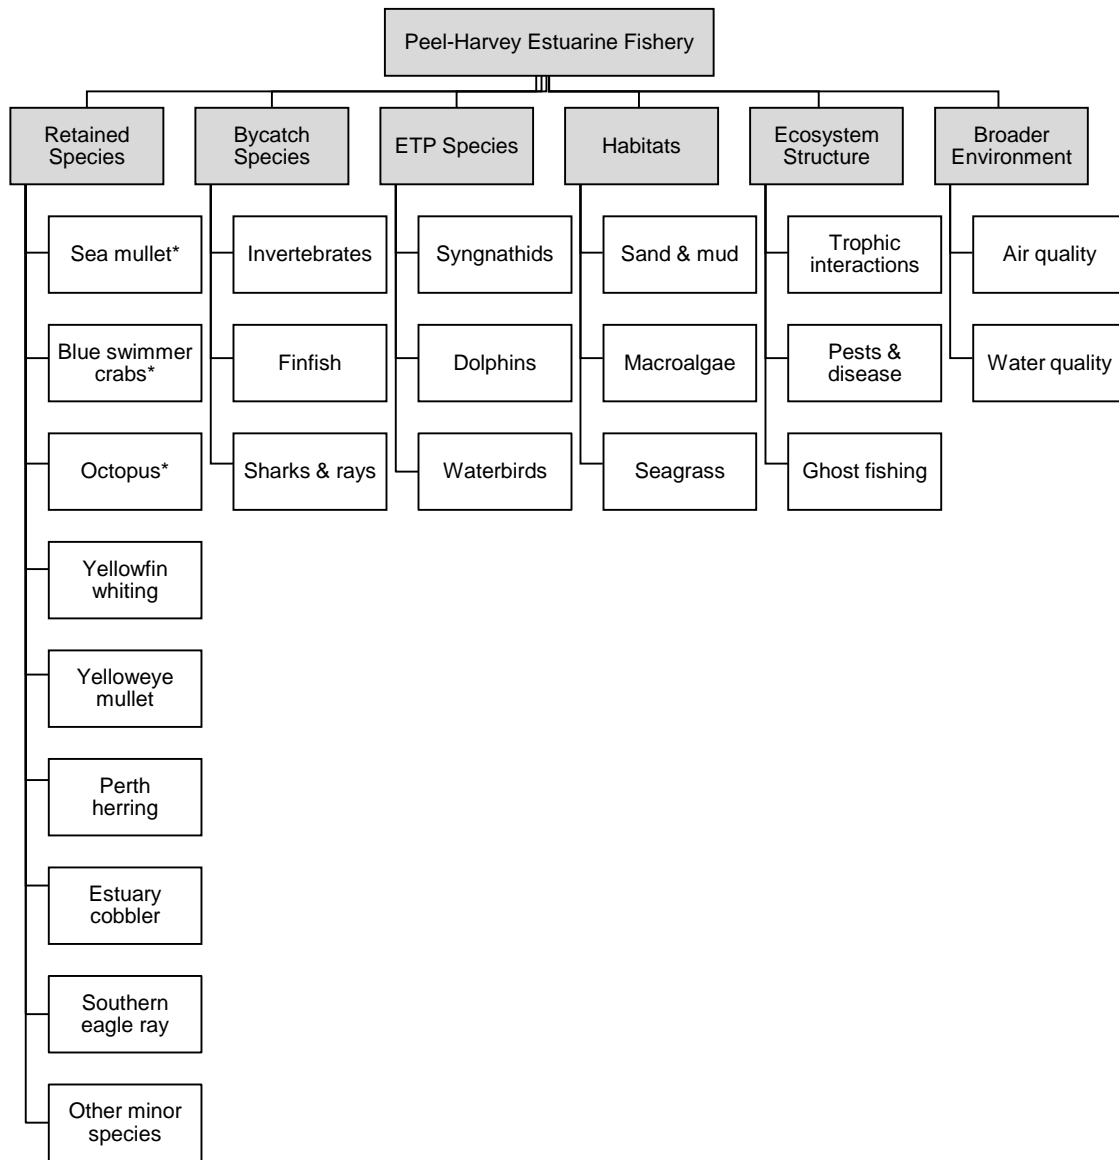 Peel-Harvey Estuarine Fishery
Retained
Species
Bycatch
Species
ETP Species
Habitats
Ecosystem
Structure
Broader
Environment
Sea mullet*
Blue swimmer
crabs*
Octopus*
Yellowfin
whiting
Yelloweye
mullet
Perth
herring
Estuary
cobbler
Southern
eagle ray
Other minor
species
Invertebrates
Finfish
Sharks & rays
Syngnathids
Dolphins
Waterbirds
Sand & mud
Macroalgae
Seagrass
Trophic
interactions
Pests &
disease
Ghost fishing
Air quality
Water quality